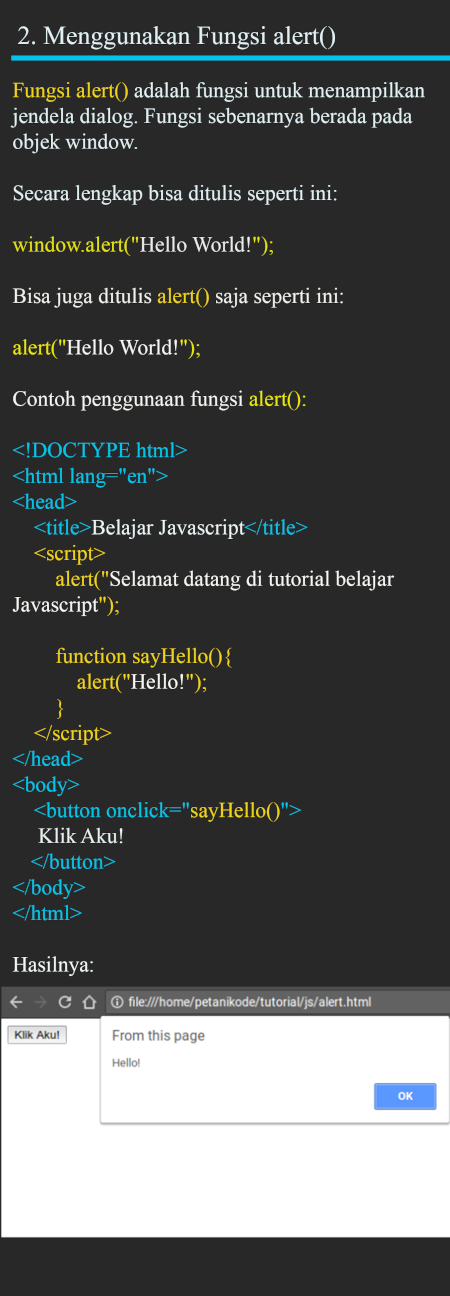 2. Menggunakan Fungsi alert()
Fungsi alert() adalah fungsi untuk menampilkan
jendela dialog. Fungsi sebenarnya berada pada
objek window.
Secara lengkap bisa ditulis seperti ini:
window.alert("Hello World!");
Bisa juga ditulis alert() saja seperti ini:
alert("Hello World!");
Contoh penggunaan fungsi alert():
<!DOCTYPE html>
<html lang="en">
<head>
<title>Belajar Javascript</title>
<script>
alert("Selamat datang di tutorial belajar
Javascript");
function sayHello(){
alert("Hello!");
}
</script>
</head>
<body>
<button onclick="sayHello()">
Klik Aku!
</button>
</body>
</html>
Hasilnya:
file:///home/petanikode/tutorial/js/alert.html
Klik Aku!
From this page
Hello!
OK